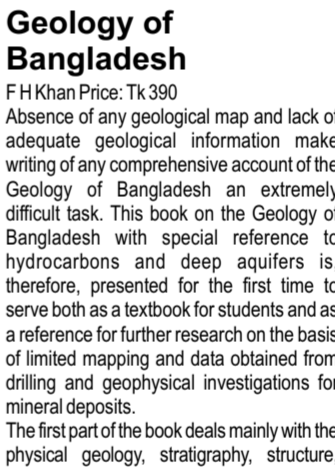 Geology of
Bangladesh
F H Khan Price: Tk 390
Absence of any geological map and lack of
adequate geological information make
writing of any comprehensive account of the
Geology of Bangladesh an extremely
difficult task. This book on the Geology of
Bangladesh with special reference to
hydrocarbons and deep aquifers is,
therefore, presented for the first time to
serve both as a textbook for students and as
a reference for further research on the basis
of limited mapping and data obtained from
drilling and geophysical investigations for
mineral deposits.
The first part of the book deals mainly with the
physical geology, stratigraphy, structure